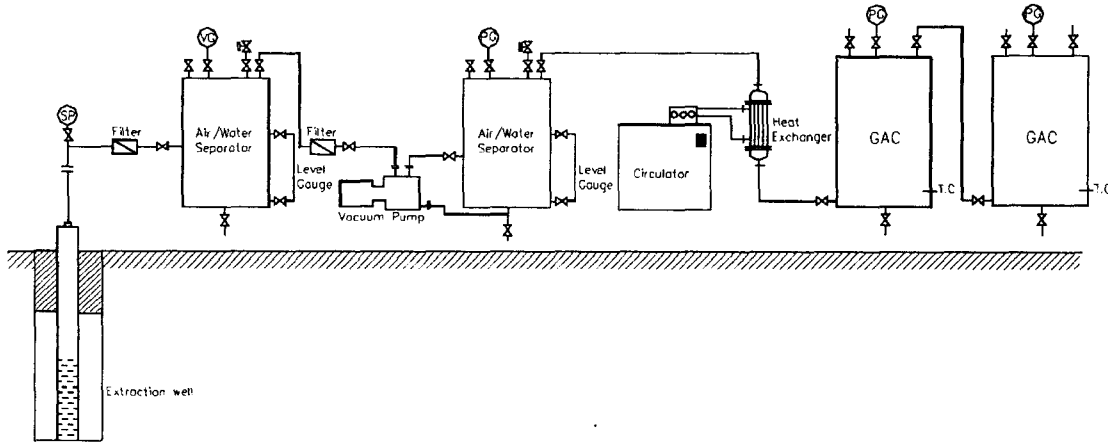 VG
PG
PG
PG
SP
Filter
Air/Water
Separator
Level
Gauge
Filter
Vacuum Pump
Air/Water
Separator
Level
Gauge
Circulator
Heat
Exchanger
GAC
T.C
GAC
T.C
Extraction well